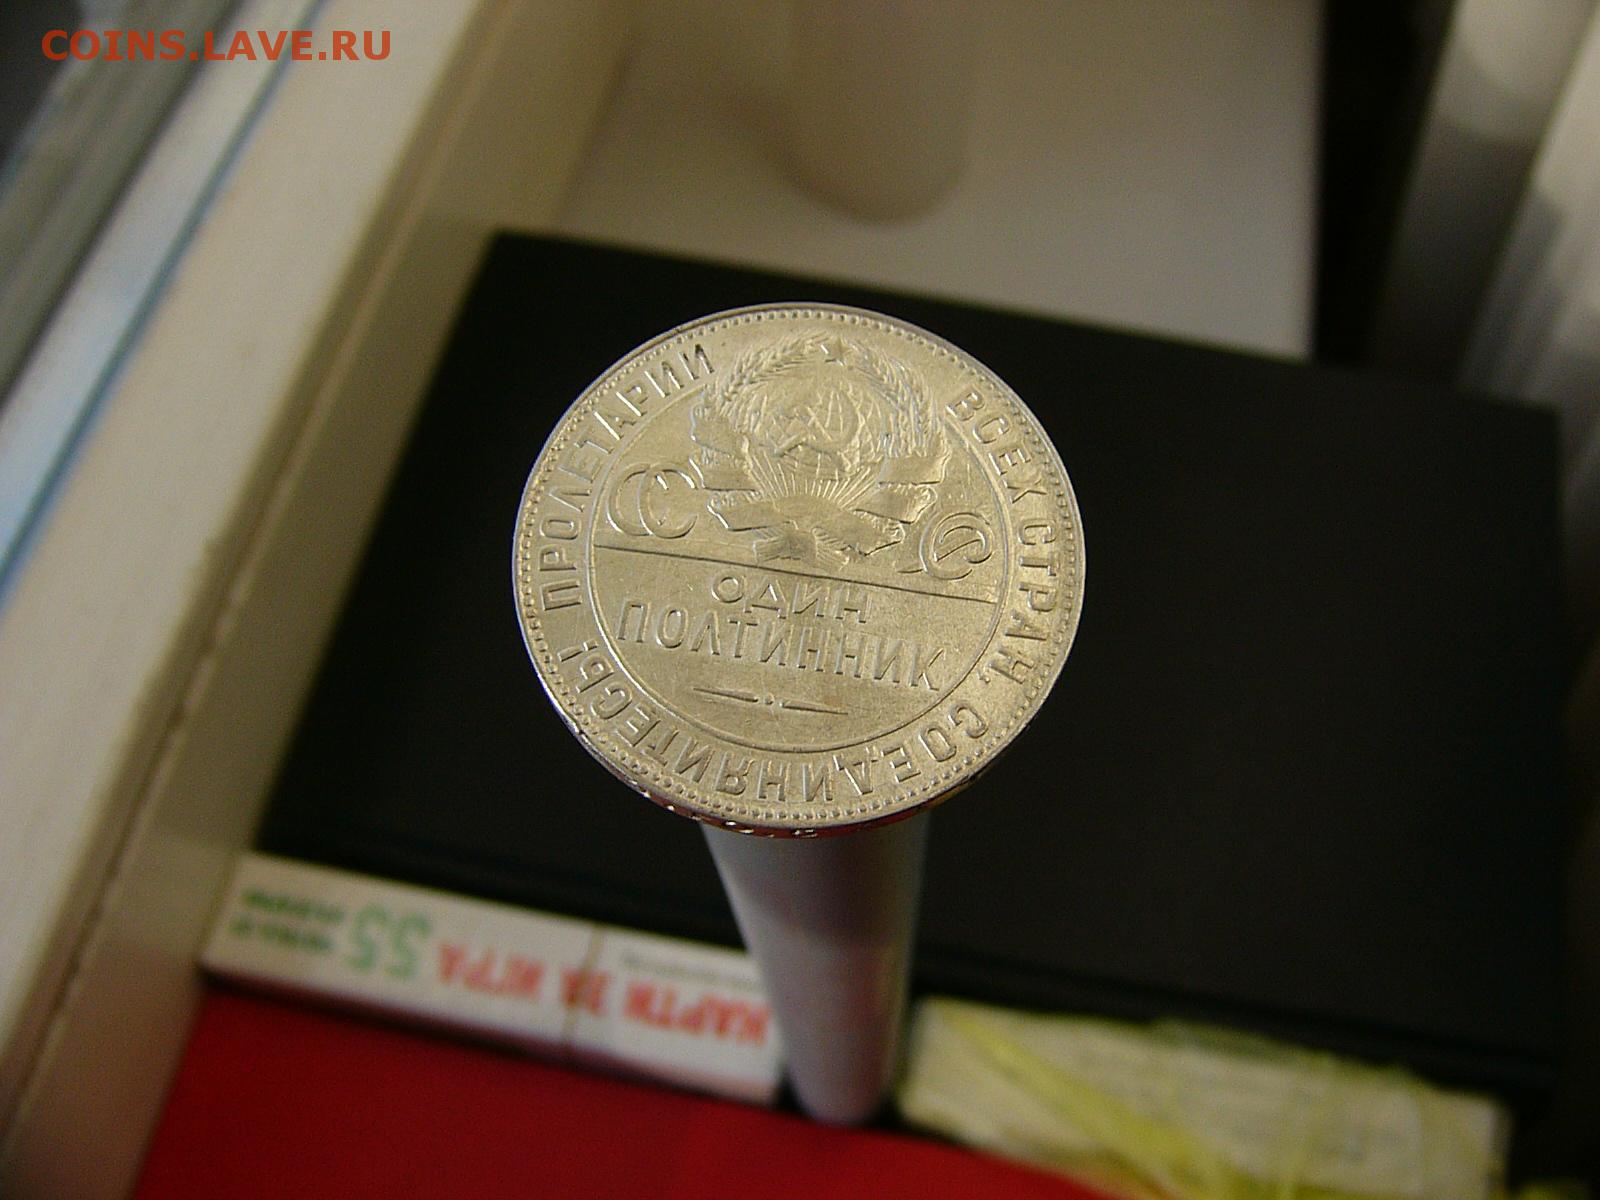 COINS.LAVE.RU
ПРОЛЕТАРИИ ВСЕХ СТРАН, СОЕДИНЯЙТЕСЬ!
СС СР
ОДИН
ПОЛТИННИК
КАРТИ ЗА ИГРА 55